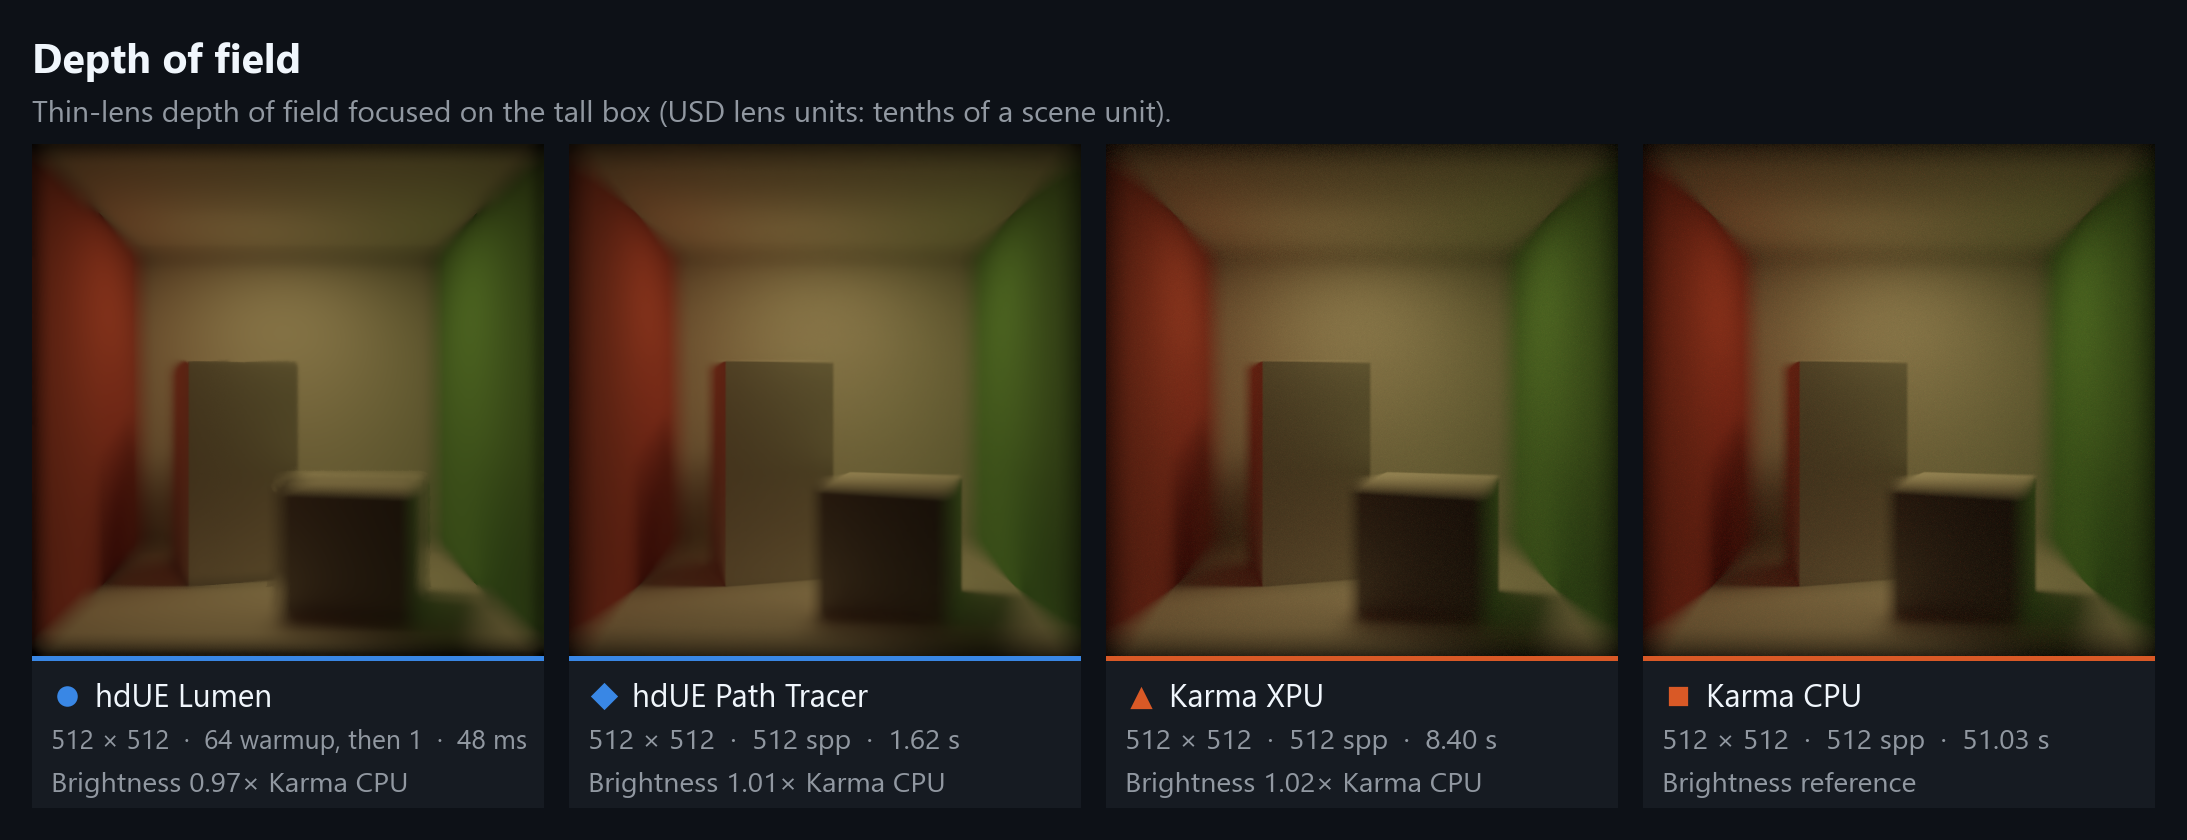 Depth of field
Thin-lens depth of field focused on the tall box (USD lens units: tenths of a scene unit).
hdUE Lumen
512 × 512 · 64 warmup, then 1 · 48 ms
Brightness 0.97× Karma CPU
hdUE Path Tracer
512 × 512 · 512 spp · 1.62 s
Brightness 1.01× Karma CPU
Karma XPU
512 × 512 · 512 spp · 8.40 s
Brightness 1.02× Karma CPU
Karma CPU
512 × 512 · 512 spp · 51.03 s
Brightness reference